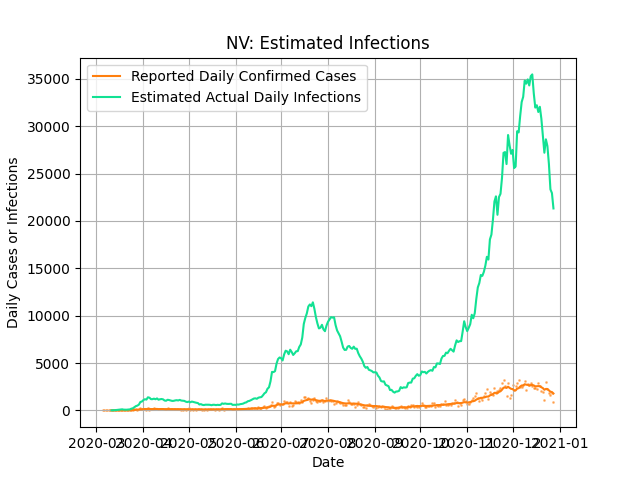 NV: Estimated Infections
Reported Daily Confirmed Cases
Estimated Actual Daily Infections
35000
30000
25000
20000
15000
10000
5000
0
Daily Cases or Infections
2020-03 2020-04 2020-05 2020-06 2020-07 2020-08 2020-09 2020-10 2020-11 2020-12 2021-01
Date